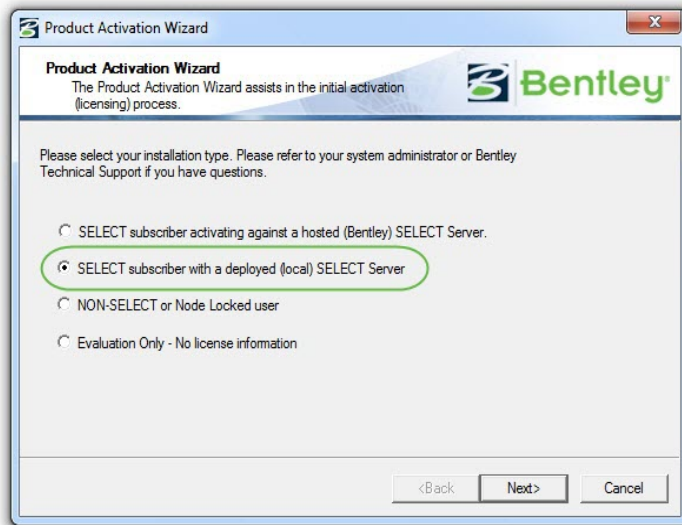 Product Activation Wizard
Product Activation Wizard
The Product Activation Wizard assists in the initial activation
(licensing) process.
Bentley
Please select your installation type. Please refer to your system administrator or Bentley
Technical Support if you have questions.
SELECT subscriber activating against a hosted (Bentley) SELECT Server.
SELECT subscriber with a deployed (local) SELECT Server
NON-SELECT or Node Locked user
Evaluation Only - No license information
<Back Next> Cancel